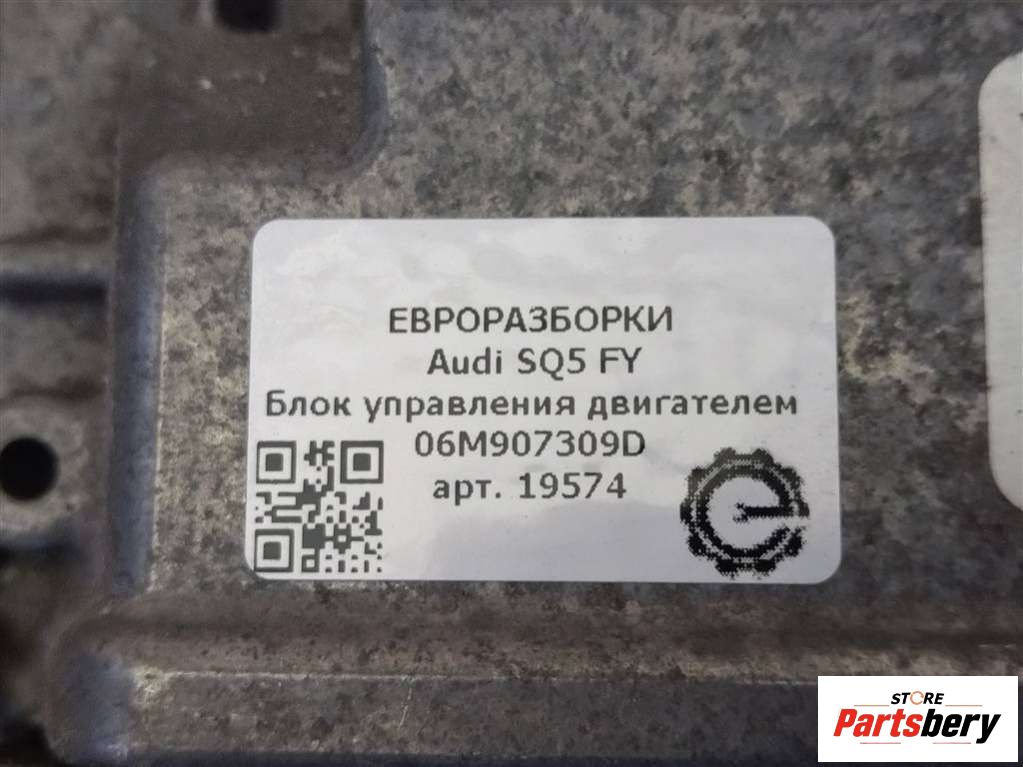 ЕВРОРАЗБОРКИ
Audi SQ5 FY
Блок управления двигателем
06M907309D
арт. 19574
STORE
Partsbery